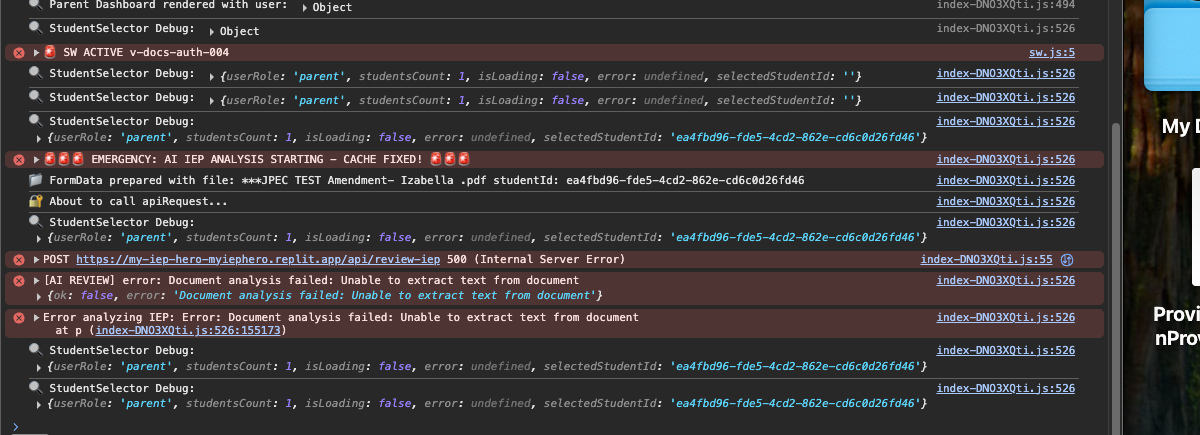 Parent Dashboard rendered with user: Object index-DNO3XQti.js:494
StudentSelector Debug: Object index-DNO3XQti.js:526
SW ACTIVE v-docs-auth-004 sw.js:5
StudentSelector Debug: {userRole: 'parent', studentsCount: 1, isLoading: false, error: undefined, selectedStudentId: ''} index-DNO3XQti.js:526
StudentSelector Debug: {userRole: 'parent', studentsCount: 1, isLoading: false, error: undefined, selectedStudentId: ''} index-DNO3XQti.js:526
StudentSelector Debug: index-DNO3XQti.js:526
{userRole: 'parent', studentsCount: 1, isLoading: false, error: undefined, selectedStudentId: 'ea4fbd96-fde5-4cd2-862e-cd6c0d26fd46'}
🚨🚨🚨 EMERGENCY: AI IEP ANALYSIS STARTING - CACHE FIXED! 🚨🚨🚨 index-DNO3XQti.js:526
FormData prepared with file: ***JPEC TEST Amendment- Izabella .pdf studentId: ea4fbd96-fde5-4cd2-862e-cd6c0d26fd46 index-DNO3XQti.js:526
About to call apiRequest... index-DNO3XQti.js:526
StudentSelector Debug: index-DNO3XQti.js:526
{userRole: 'parent', studentsCount: 1, isLoading: false, error: undefined, selectedStudentId: 'ea4fbd96-fde5-4cd2-862e-cd6c0d26fd46'}
POST https://my-iep-hero-myiephero.replit.app/api/review-iep 500 (Internal Server Error) index-DNO3XQti.js:55
[AI REVIEW] error: Document analysis failed: Unable to extract text from document index-DNO3XQti.js:526
{ok: false, error: 'Document analysis failed: Unable to extract text from document'}
Error analyzing IEP: Error: Document analysis failed: Unable to extract text from document index-DNO3XQti.js:526
at p (index-DNO3XQti.js:526:155173)
StudentSelector Debug: index-DNO3XQti.js:526
{userRole: 'parent', studentsCount: 1, isLoading: false, error: undefined, selectedStudentId: 'ea4fbd96-fde5-4cd2-862e-cd6c0d26fd46'}
StudentSelector Debug: index-DNO3XQti.js:526
{userRole: 'parent', studentsCount: 1, isLoading: false, error: undefined, selectedStudentId: 'ea4fbd96-fde5-4cd2-862e-cd6c0d26fd46'}
My
Provi
nProv